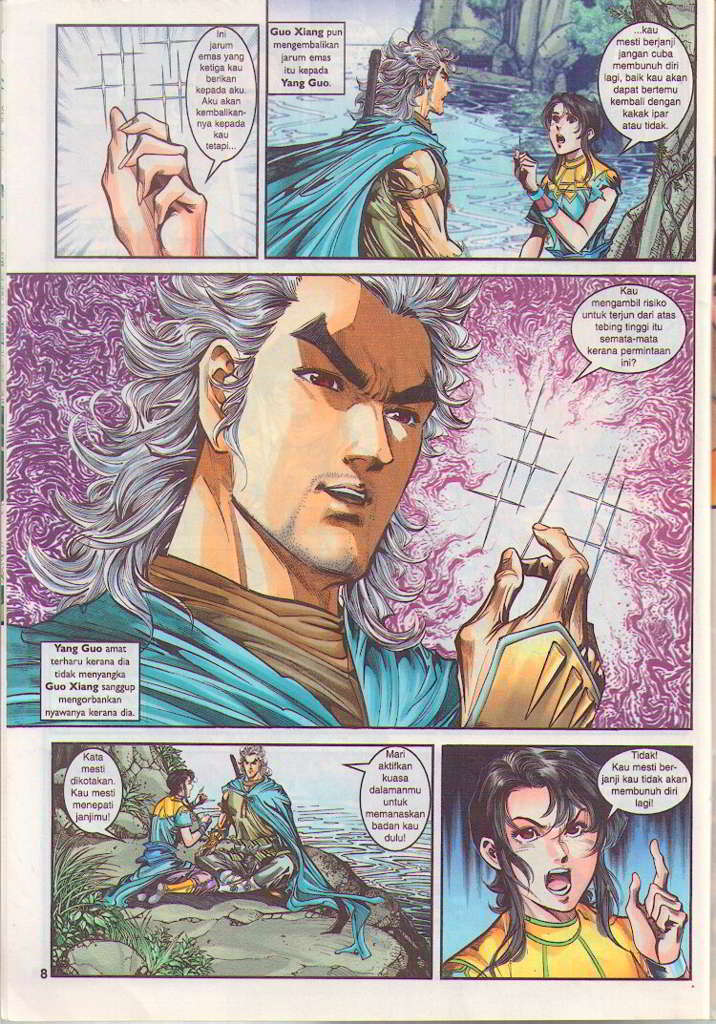 Ini
jarum
emas yang
ketiga kau
berikan
kepada aku.
Aku akan
kembalikan-
nya kepada
kau
tetapi...
Guo Xiang pun
mengembalikan
jarum emas
itu kepada
Yang Guo.
...kau
mesti berjanji
jangan cuba
membunuh diri
lagi, baik kau akan
dapat bertemu
kembali dengan
kakak ipar
atau tidak.
Kau
mengambil risiko
untuk terjun dari atas
tebing tinggi itu
semata-mata
kerana permintaan
ini?
Yang Guo amat
terharu kerana dia
tidak menyangka
Guo Xiang sanggup
mengorbankan
nyawanya kerana dia.
Kata
mesti
dikotakan.
Kau mesti
menepati
janjimu!
Mari
aktifkan
kuasa
dalamanmu
untuk
memanaskan
badan kau
dulu!
Tidak!
Kau mesti ber-
janji kau tidak akan
membunuh diri
lagi!
8